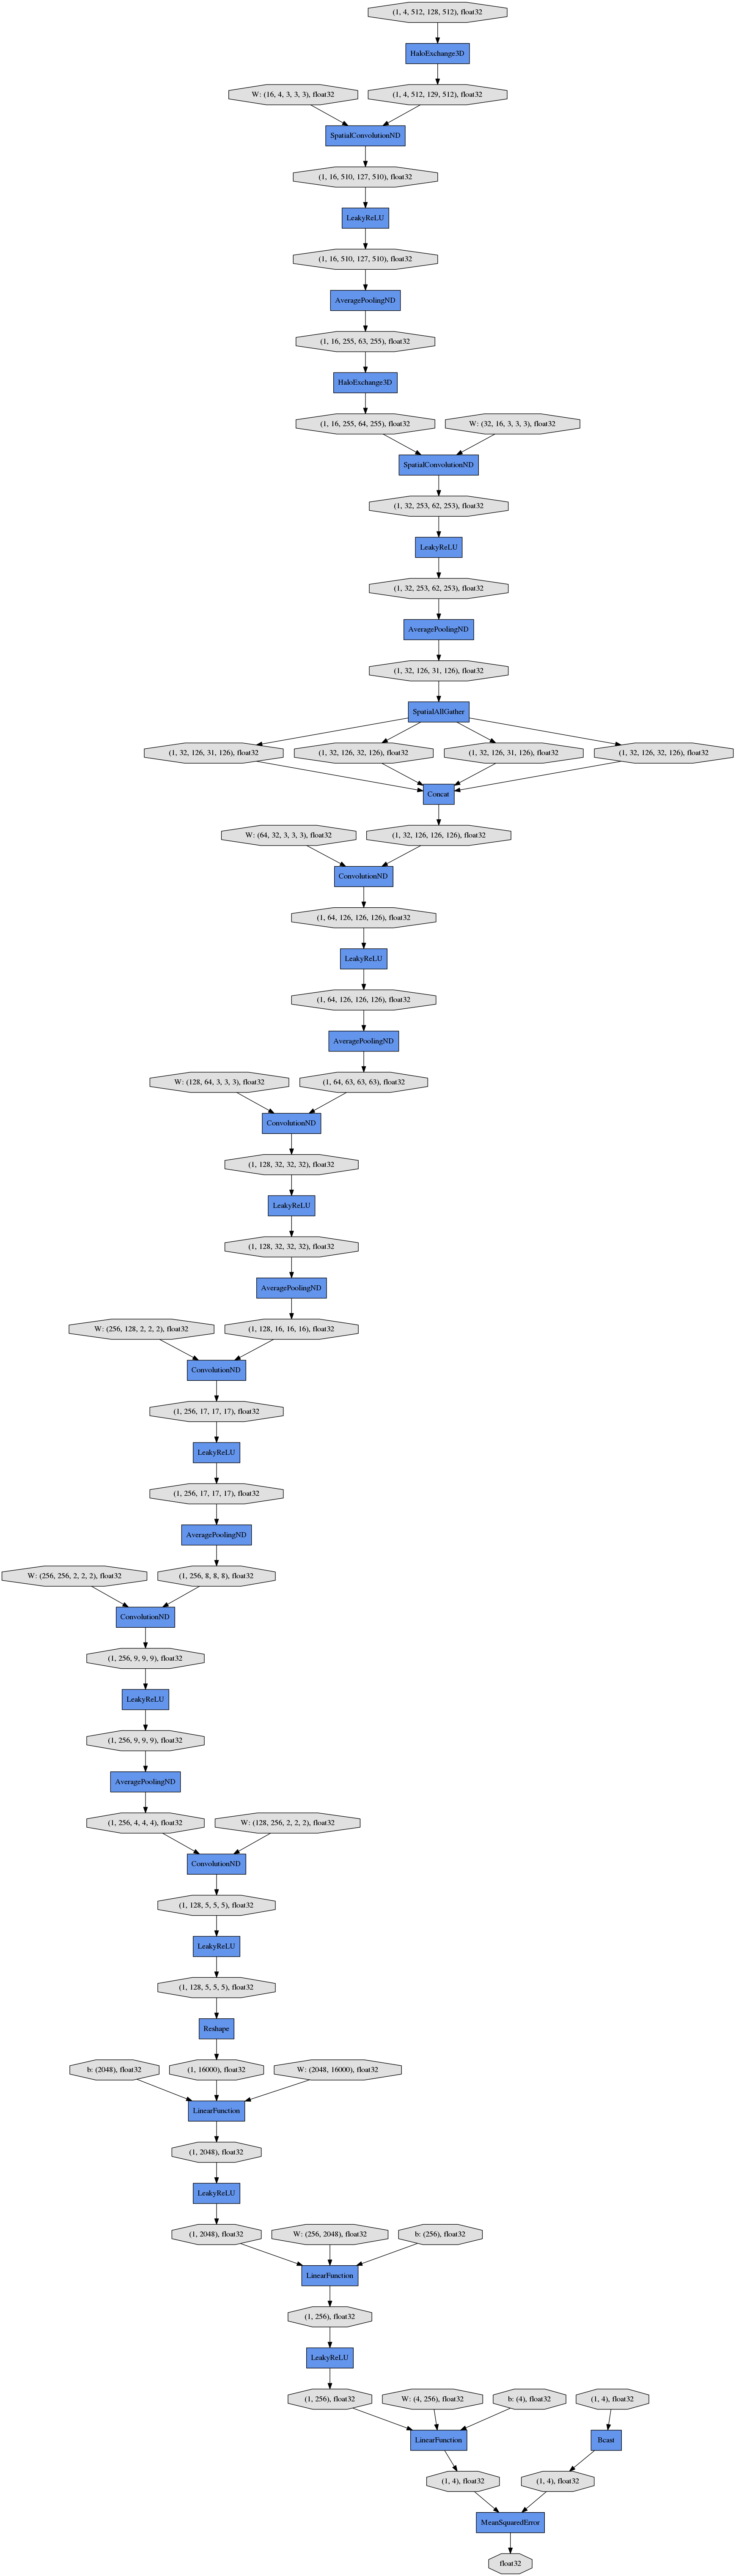 (1, 4, 512, 128, 512), float32
HaloExchange3D
W: (16, 4, 3, 3, 3), float32
(1, 4, 512, 129, 512), float32
SpatialConvolutionND
(1, 16, 510, 127, 510), float32
LeakyReLU
(1, 16, 510, 127, 510), float32
AveragePoolingND
(1, 16, 255, 63, 255), float32
HaloExchange3D
(1, 16, 255, 64, 255), float32
W: (32, 16, 3, 3, 3), float32
SpatialConvolutionND
(1, 32, 253, 62, 253), float32
LeakyReLU
(1, 32, 253, 62, 253), float32
AveragePoolingND
(1, 32, 126, 31, 126), float32
SpatialAllGather
(1, 32, 126, 31, 126), float32
(1, 32, 126, 32, 126), float32
(1, 32, 126, 31, 126), float32
(1, 32, 126, 32, 126), float32
Concat
W: (64, 32, 3, 3, 3), float32
(1, 32, 126, 126, 126), float32
ConvolutionND
(1, 64, 126, 126, 126), float32
LeakyReLU
(1, 64, 126, 126, 126), float32
AveragePoolingND
W: (128, 64, 3, 3, 3), float32
(1, 64, 63, 63, 63), float32
ConvolutionND
(1, 128, 32, 32, 32), float32
LeakyReLU
(1, 128, 32, 32, 32), float32
AveragePoolingND
W: (256, 128, 2, 2, 2), float32
(1, 128, 16, 16, 16), float32
ConvolutionND
(1, 256, 17, 17, 17), float32
LeakyReLU
(1, 256, 17, 17, 17), float32
AveragePoolingND
W: (256, 256, 2, 2, 2), float32
(1, 256, 8, 8, 8), float32
ConvolutionND
(1, 256, 9, 9, 9), float32
LeakyReLU
(1, 256, 9, 9, 9), float32
AveragePoolingND
(1, 256, 4, 4, 4), float32
W: (128, 256, 2, 2, 2), float32
ConvolutionND
(1, 128, 5, 5, 5), float32
LeakyReLU
(1, 128, 5, 5, 5), float32
Reshape
b: (2048), float32
(1, 16000), float32
W: (2048, 16000), float32
LinearFunction
(1, 2048), float32
LeakyReLU
(1, 2048), float32
W: (256, 2048), float32
b: (256), float32
LinearFunction
(1, 256), float32
LeakyReLU
(1, 256), float32
W: (4, 256), float32
b: (4), float32
(1, 4), float32
LinearFunction
Bcast
(1, 4), float32
(1, 4), float32
MeanSquaredError
float32